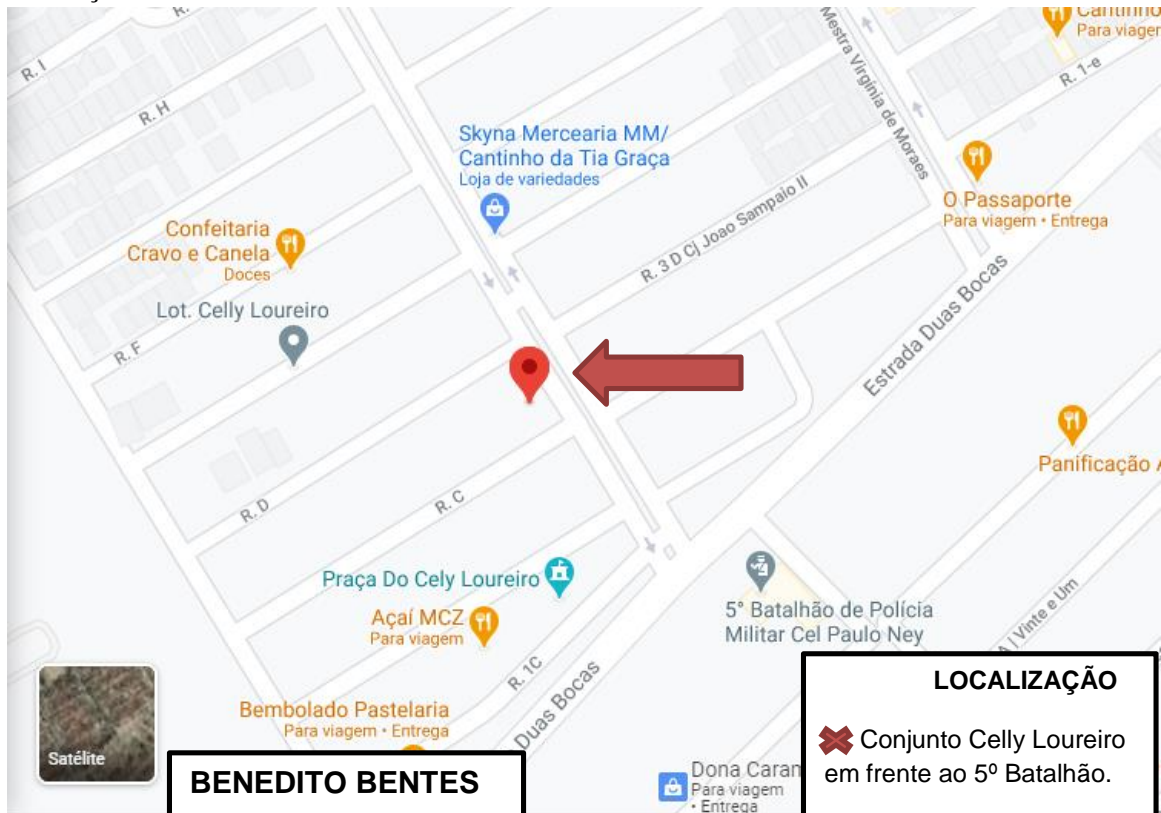 R. I
R. H
Mestra Virgínia de Moraes
Cantinho
Para viagem
R. 1-e
Skyna Mercearia MM/
Cantinho da Tia Graça
Loja de variedades
O Passaporte
Para viagem • Entrega
R. 3 D Cj Joao Sampaio II
Confeitaria
Cravo e Canela
Doces
Lot. Celly Loureiro
R. F
Estrada Duas Bocas
Panificação
R. D
R. C
Praça Do Cely Loureiro
Açaí MCZ
Para viagem
5° Batalhão de Polícia
Militar Cel Paulo Ney
Vinte e Um
R. 1C
Duas Bocas
Bembolado Pastelaria
Para viagem • Entrega
Satélite
BENEDITO BENTES
Dona Caran
Para viagem
• Entrega
LOCALIZAÇÃO
Conjunto Celly Loureiro
em frente ao 5º Batalhão.